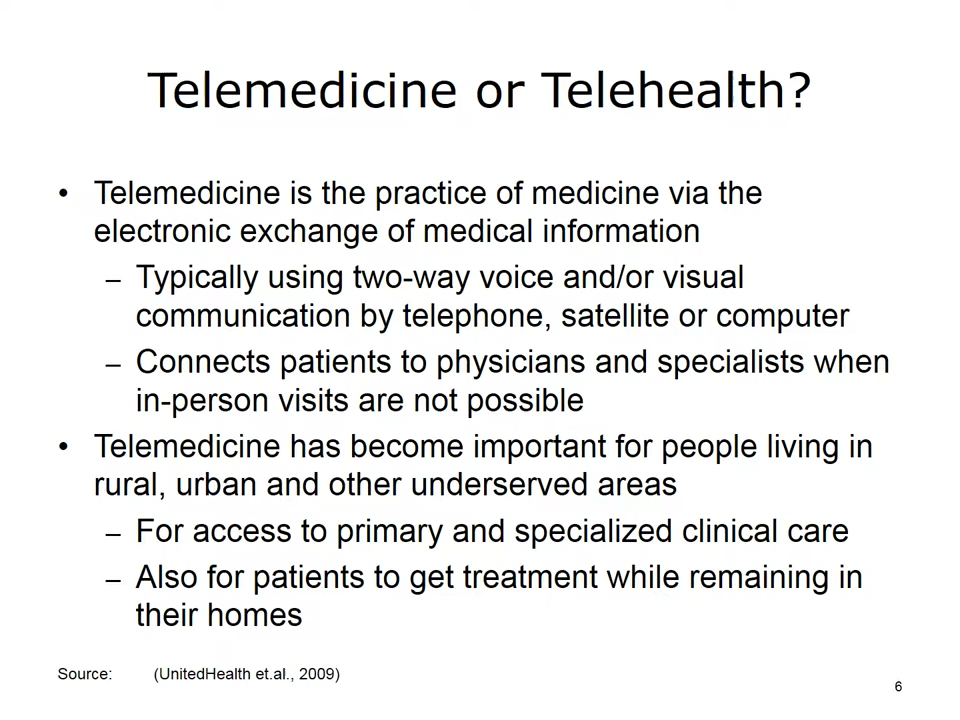 Telemedicine or Telehealth?
• Telemedicine is the practice of medicine via the
electronic exchange of medical information
– Typically using two-way voice and/or visual
communication by telephone, satellite or computer
– Connects patients to physicians and specialists when
in-person visits are not possible
• Telemedicine has become important for people living in
rural, urban and other underserved areas
– For access to primary and specialized clinical care
– Also for patients to get treatment while remaining in
their homes
Source: (UnitedHealth et.al., 2009)
6